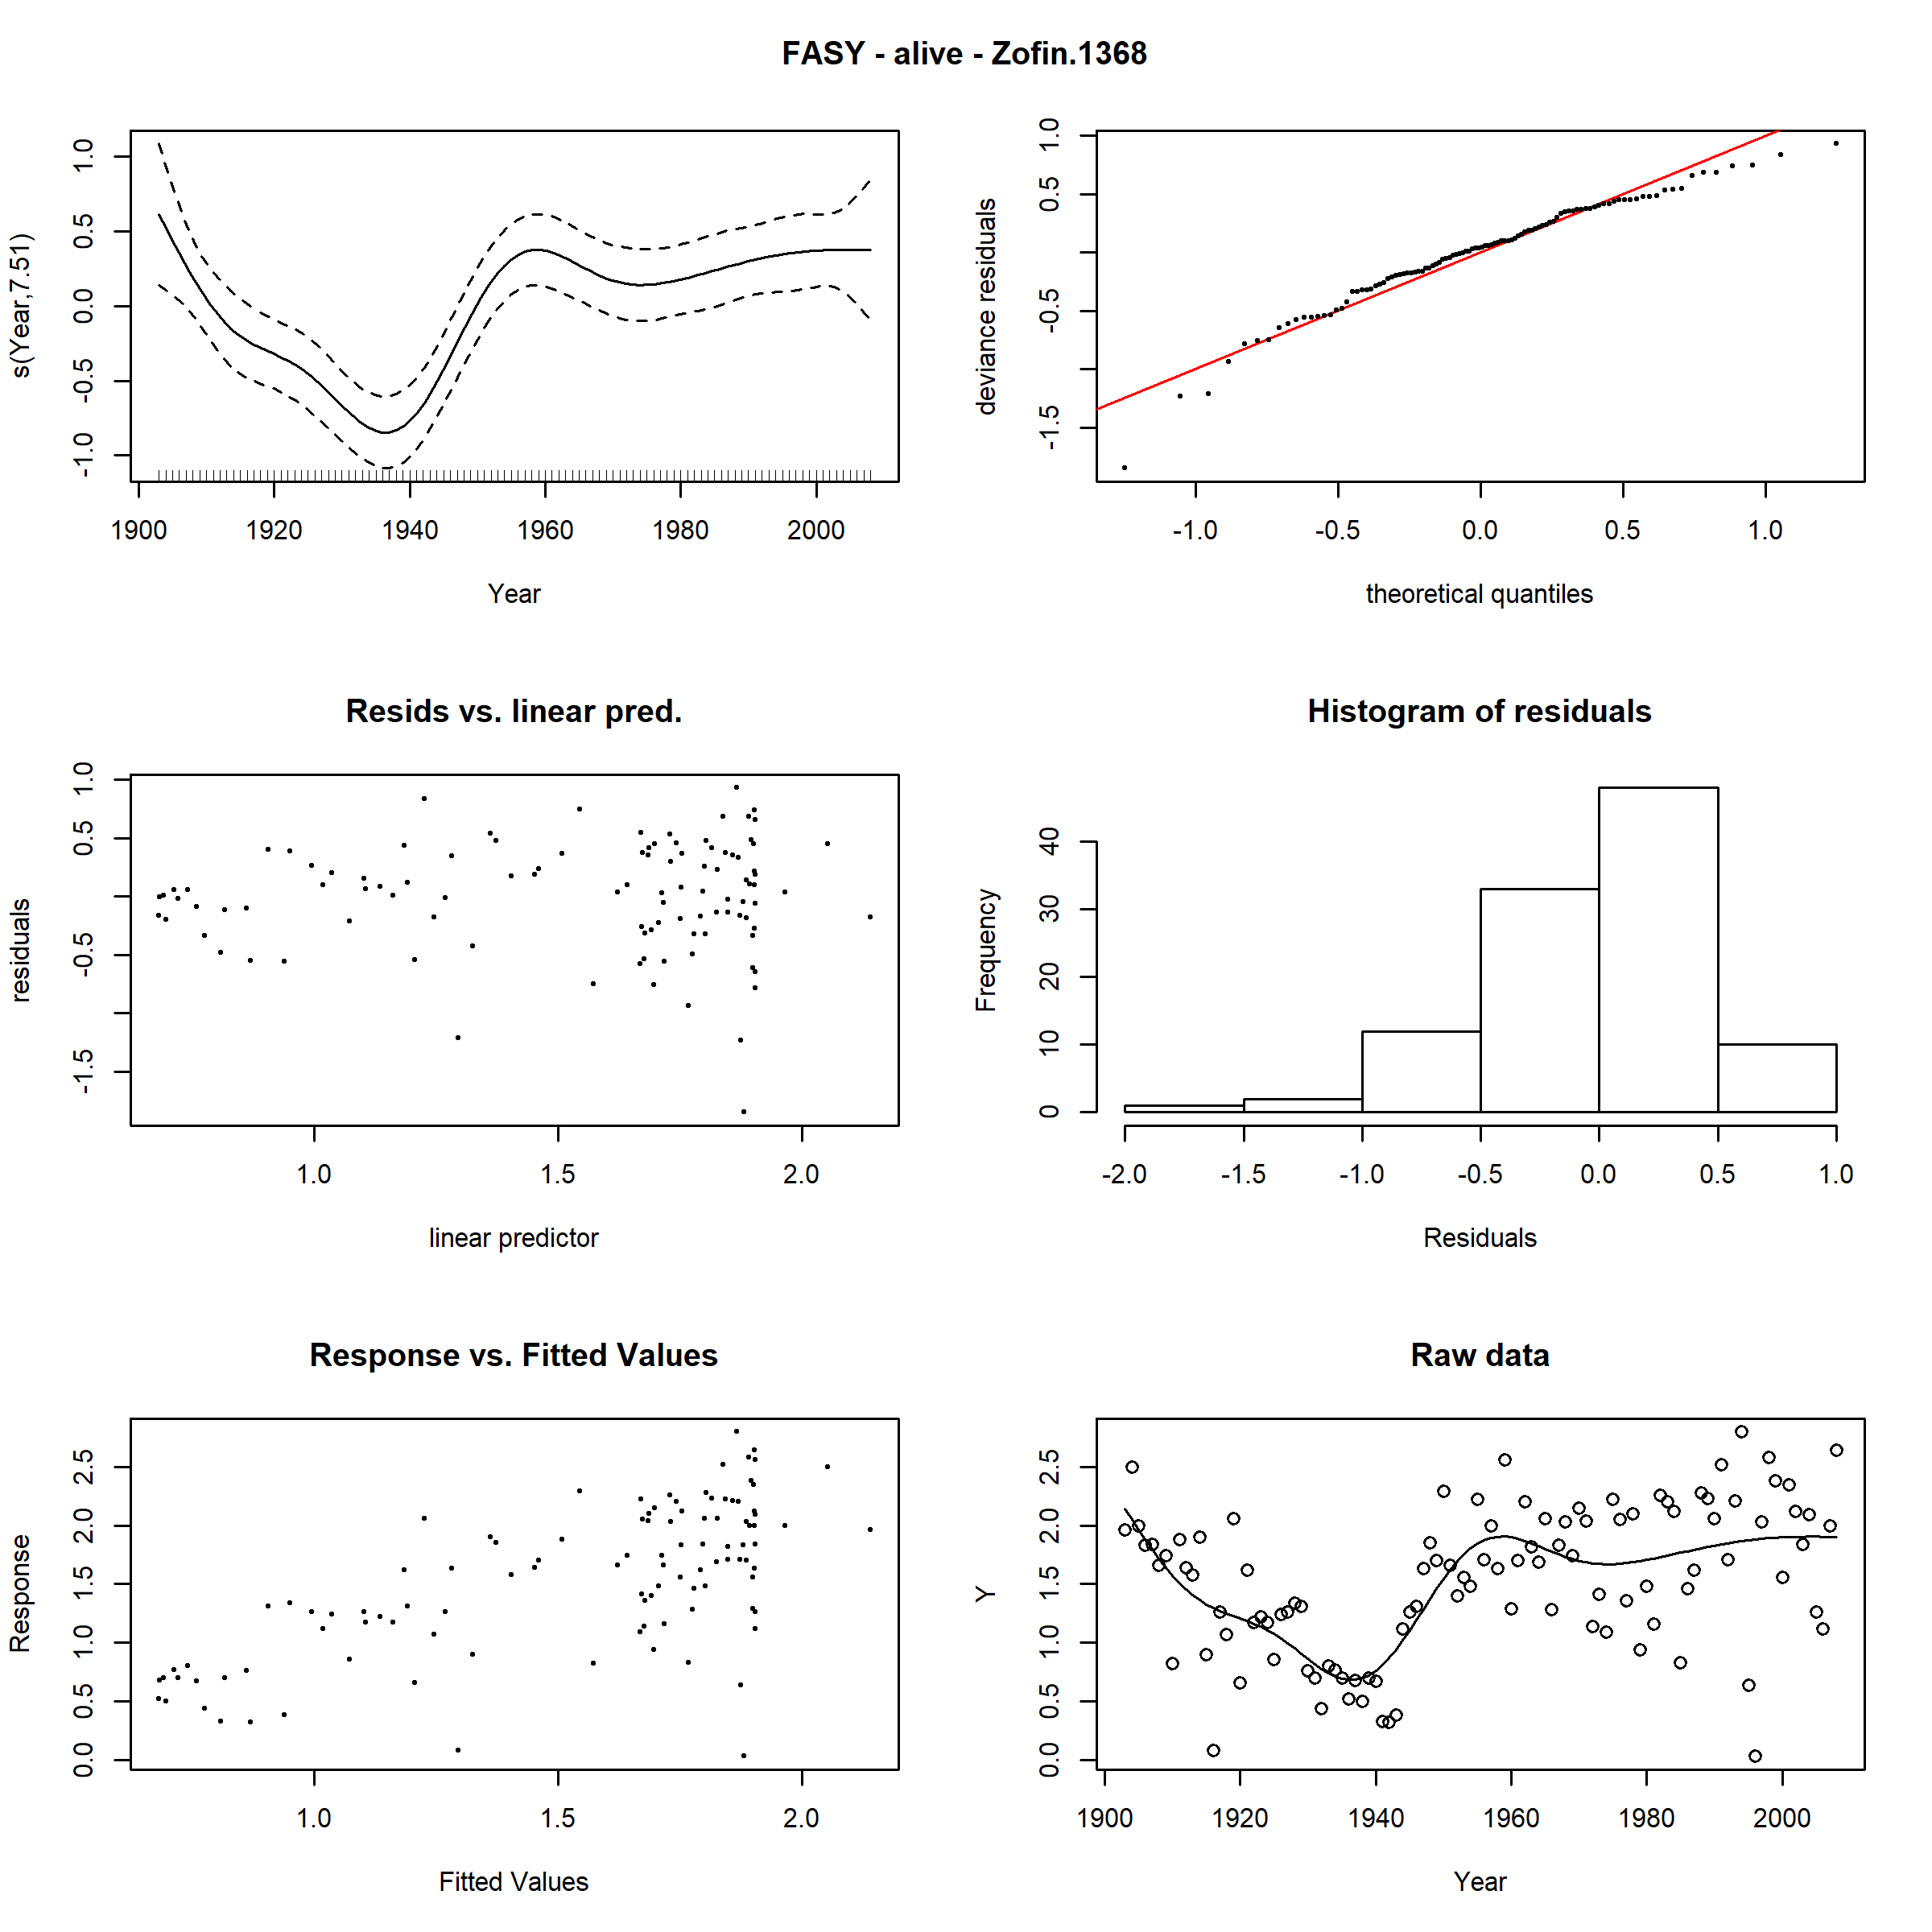 FASY - alive - Zofin.1368
s(Year,7.51)
1.0
0.5
0.0
-0.5
-1.0
1900 1920 1940 1960 1980 2000
Year
deviance residuals
1.0
0.5
-0.5
-1.5
-1.0 -0.5 0.0 0.5 1.0
theoretical quantiles
Resids vs. linear pred.
residuals
1.0
0.5
-0.5
-1.5
1.0 1.5 2.0
linear predictor
Histogram of residuals
Frequency
40
30
20
10
0
-2.0 -1.5 -1.0 -0.5 0.0 0.5 1.0
Residuals
Response vs. Fitted Values
Response
2.5
2.0
1.5
1.0
0.5
0.0
1.0 1.5 2.0
Fitted Values
Raw data
Y
2.5
2.0
1.5
1.0
0.5
0.0
1900 1920 1940 1960 1980 2000
Year